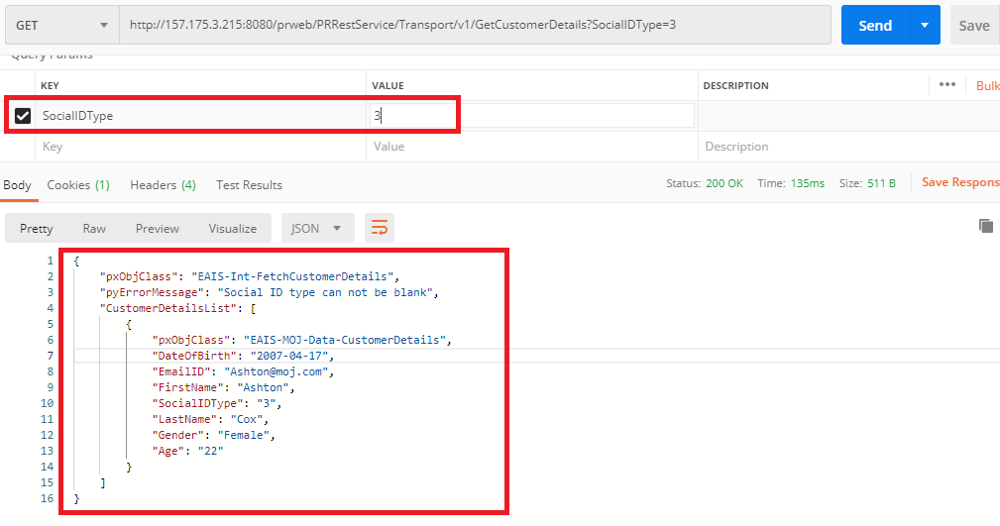 GET http://157.175.3.215:8080/prweb/PRRestService/Transport/v1/GetCustomerDetails?SocialIDType=3 Send Save
Query Params
KEY VALUE DESCRIPTION ••• Bulk
SocialIDType 3
Key Value Description
Body Cookies (1) Headers (4) Test Results Status: 200 OK Time: 135ms Size: 511 B Save Respons
Pretty Raw Preview Visualize JSON
1 {
2 "pxObjClass": "EAIS-Int-FetchCustomerDetails",
3 "pyErrorMessage": "Social ID type can not be blank",
4 "CustomerDetailsList": [
5 {
6 "pxObjClass": "EAIS-MOJ-Data-CustomerDetails",
7 "DateOfBirth": "2007-04-17",
8 "EmailID": "Ashton@moj.com",
9 "FirstName": "Ashton",
10 "SocialIDType": "3",
11 "LastName": "Cox",
12 "Gender": "Female",
13 "Age": "22"
14 }
15 ]
16 }